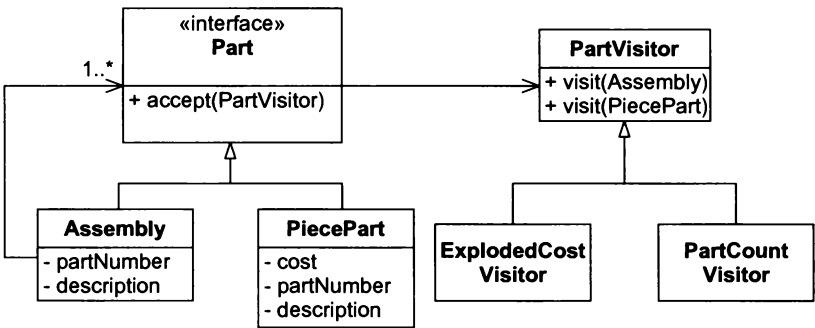 «interface»
Part
1..*
+ accept(PartVisitor)
PartVisitor
+ visit(Assembly)
+ visit(PiecePart)
Assembly
- partNumber
- description
PiecePart
- cost
- partNumber
- description
ExplodedCost
Visitor
PartCount
Visitor